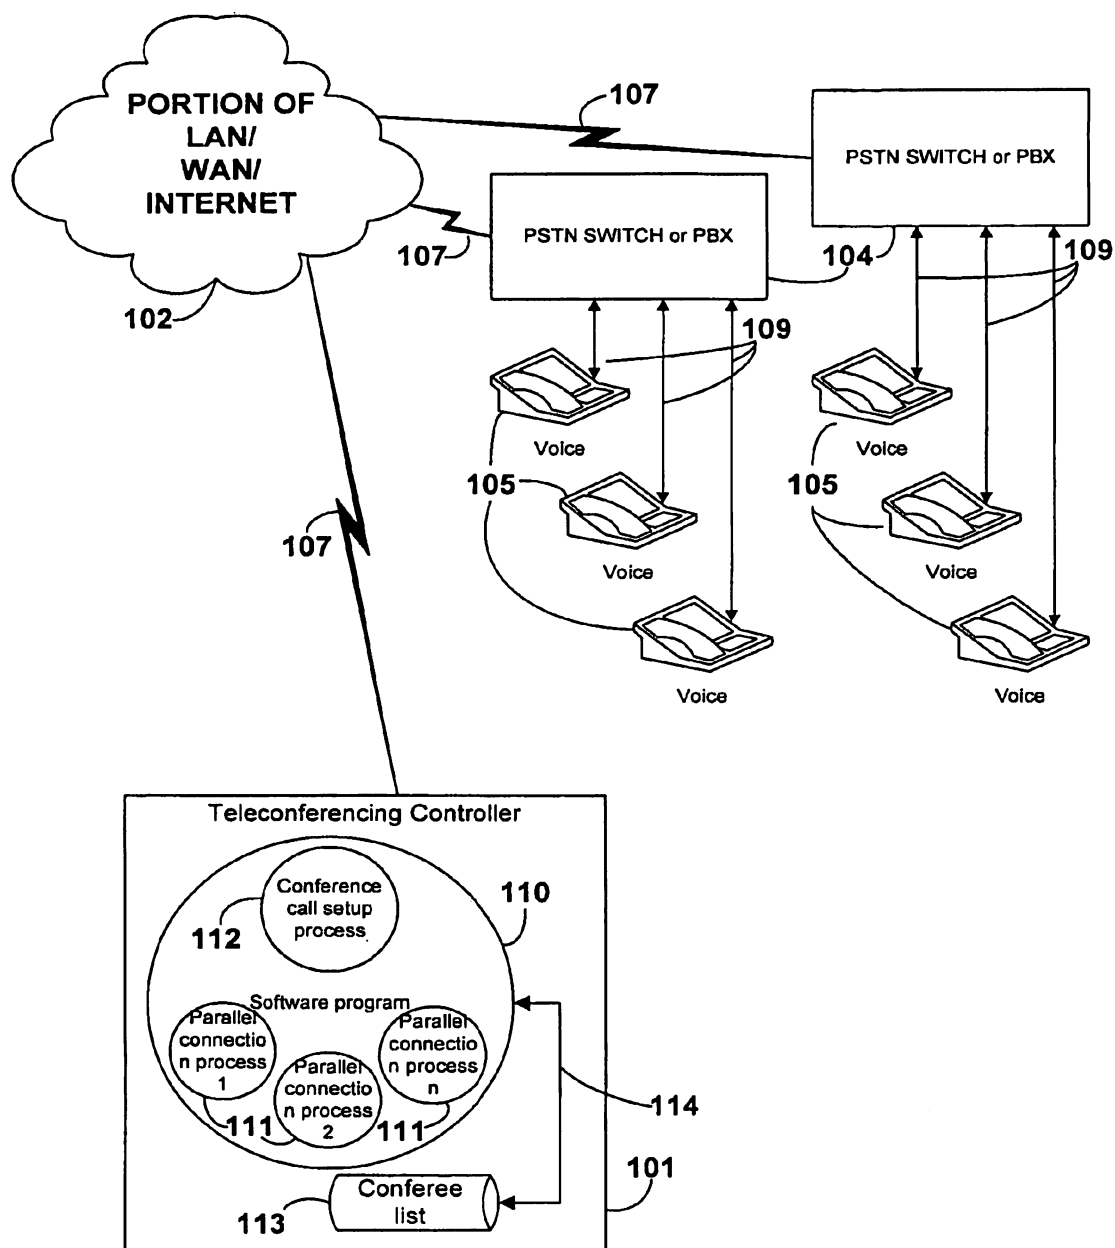 PORTION OF
LAN/
WAN/
INTERNET
107
PSTN SWITCH or PBX
PSTN SWITCH or PBX
107
104
109
102
109
Voice
Voice
105
105
Voice
Voice
107
Voice
Voice
Teleconferencing Controller
Conference
call setup
process
110
112
Software program
Parallel
connectio
n process
1
Parallel
connectio
n process
2
Parallel
connectio
n process
n
111
111
114
101
Conferee
list
113